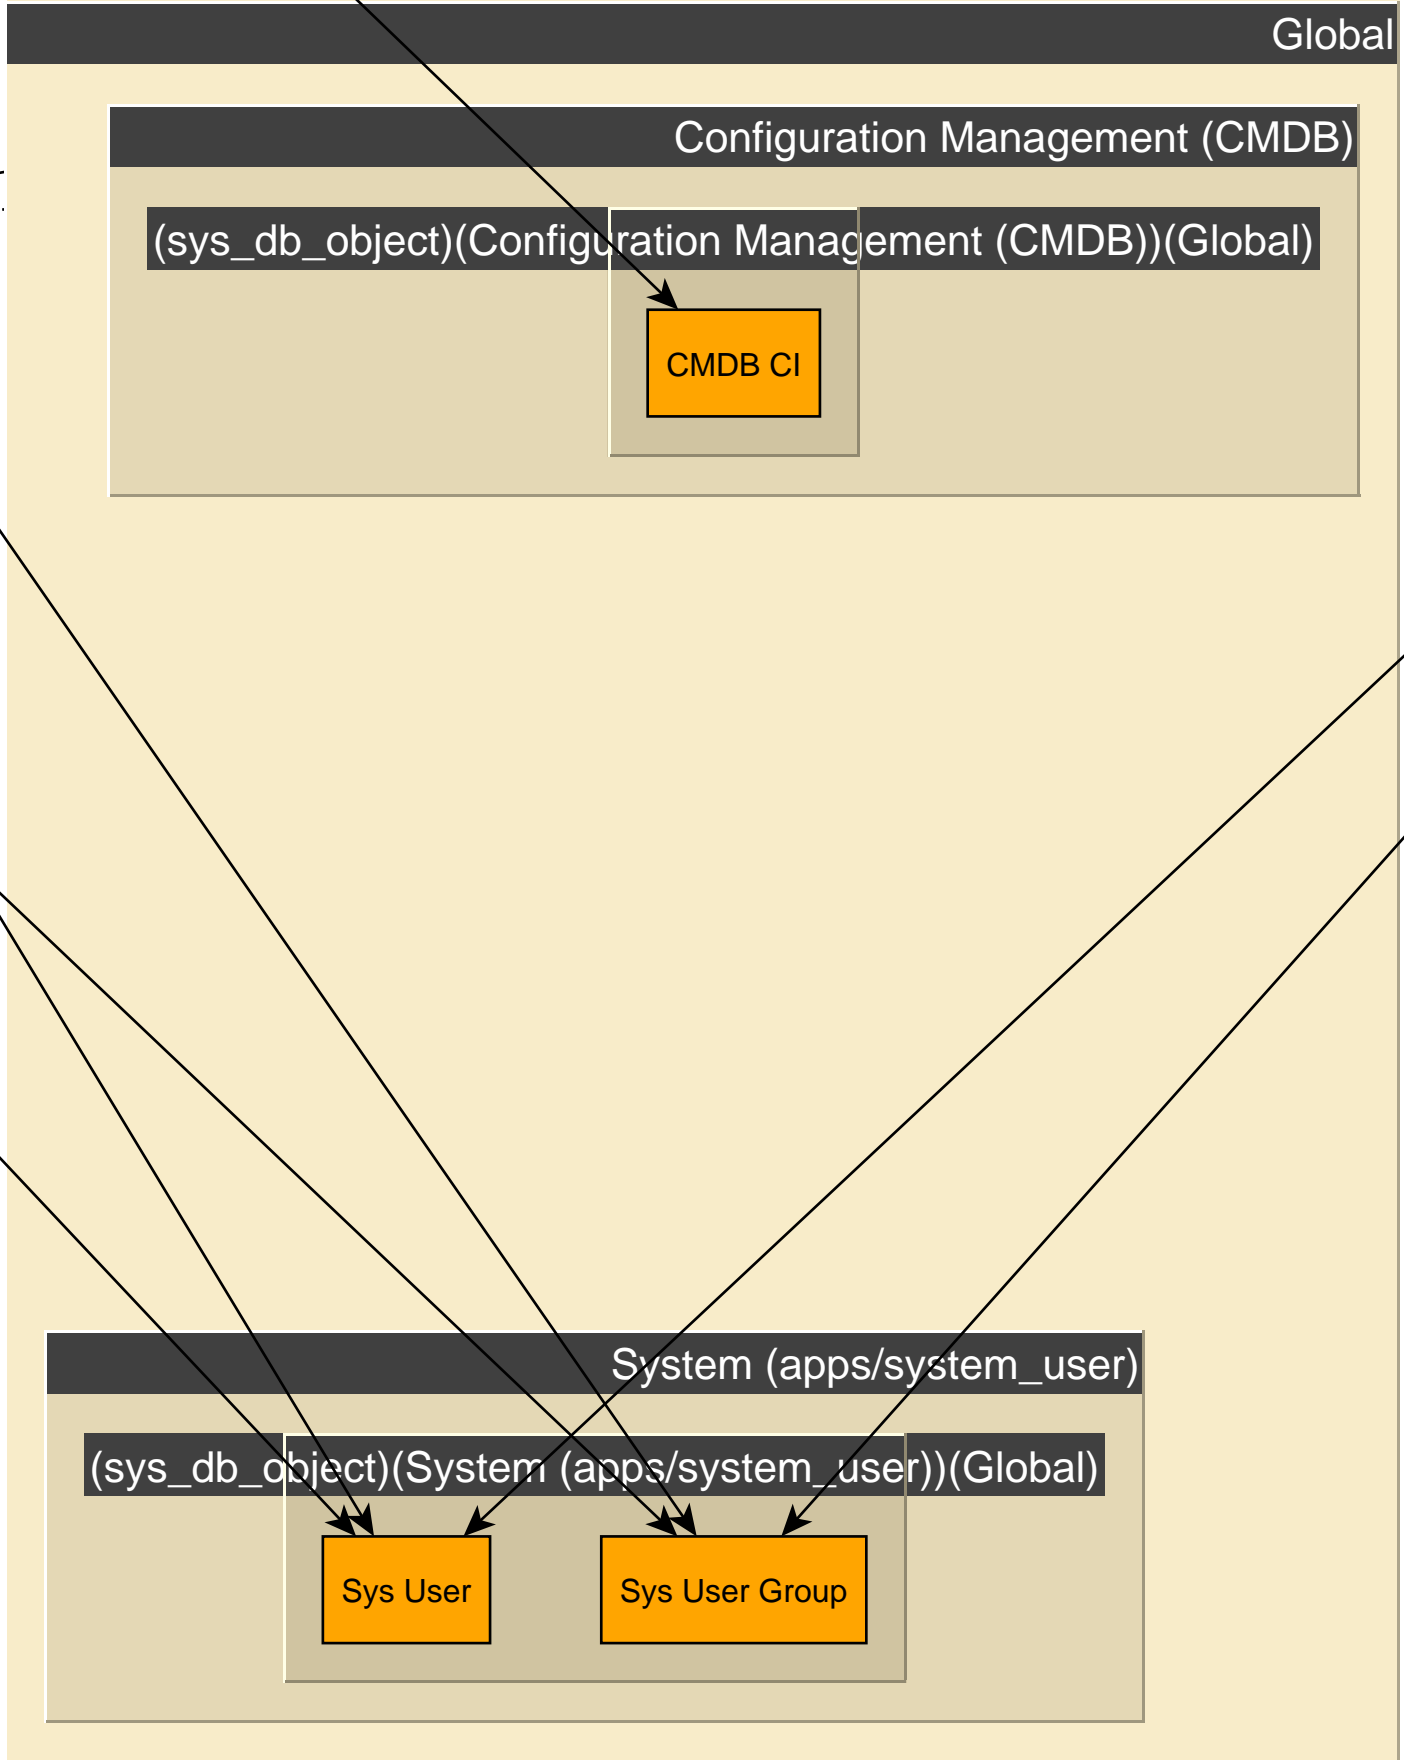 Global
Configuration Management (CMDB)
(sys_db_object)(Configuration Management (CMDB))(Global)
CMDB CI
System (apps/system_user)
(sys_db_object)(System (apps/system_user))(Global)
Sys User
Sys User Group